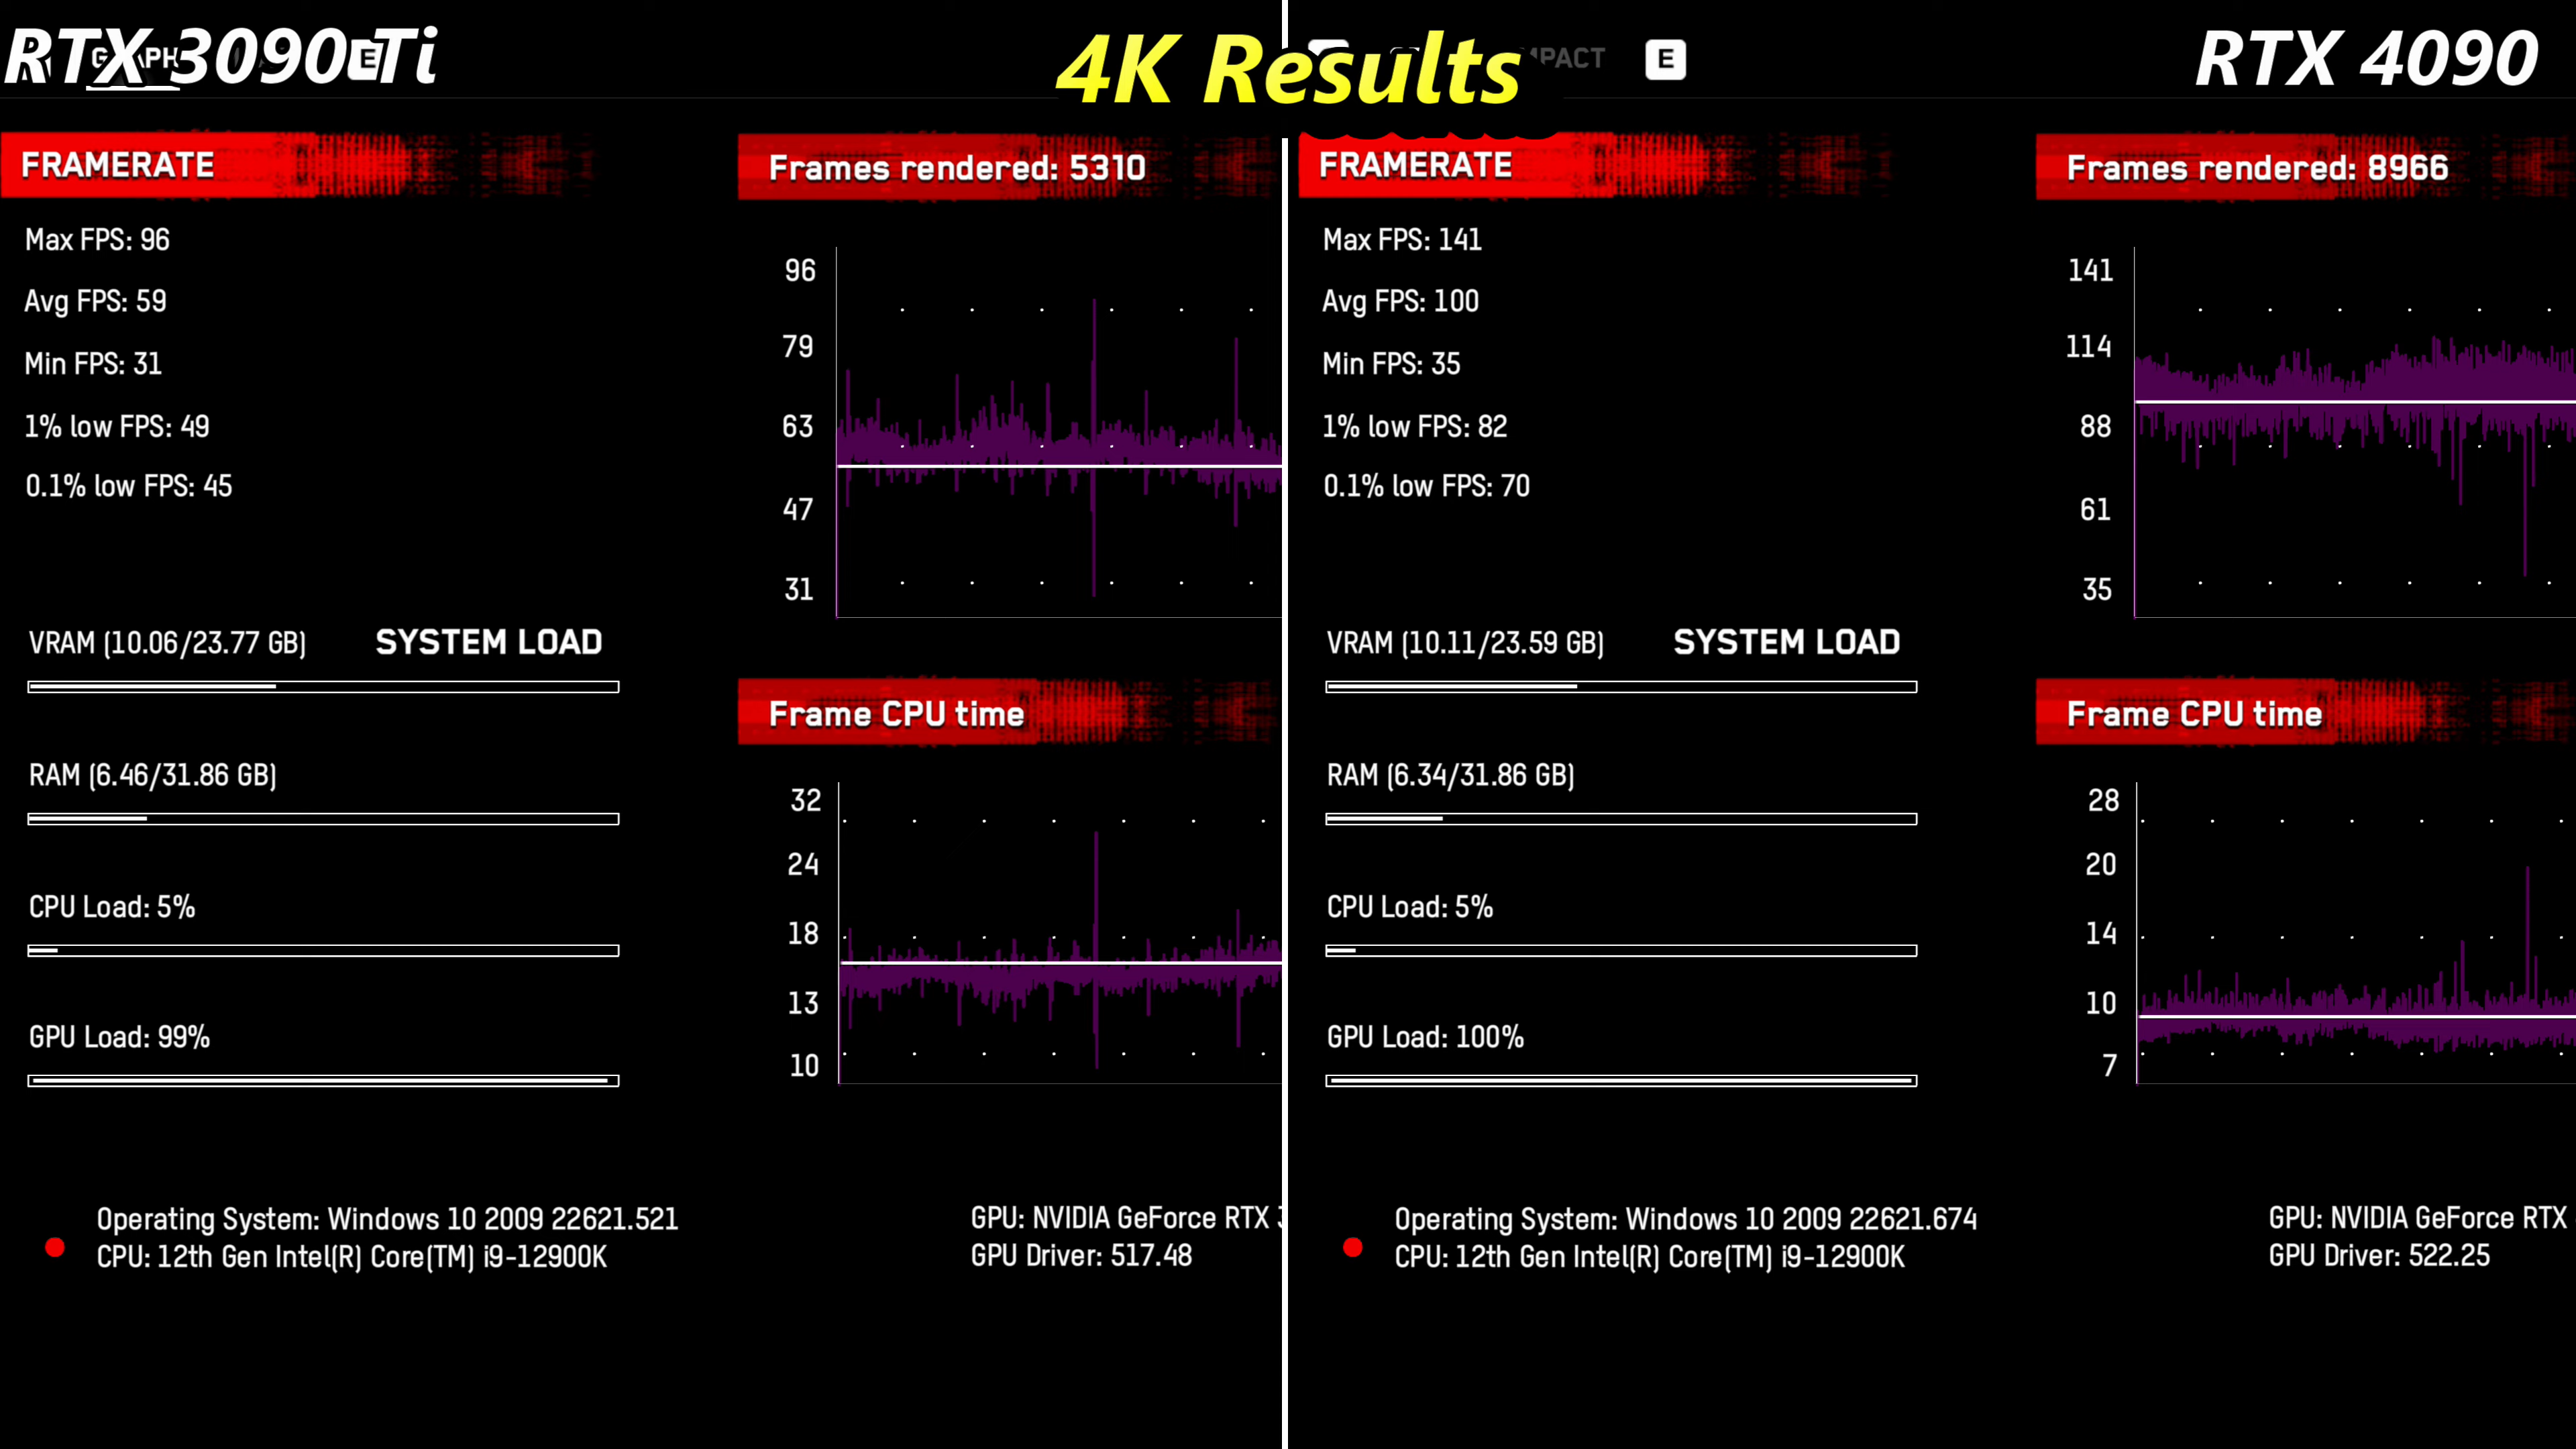 RTX 3090 Ti
E
4K Results
MPACT
E
RTX 4090
FRAMERATE
Max FPS: 96
Avg FPS: 59
Min FPS: 31
1% low FPS: 49
0.1% low FPS: 45
VRAM (10.06/23.77 GB)
SYSTEM LOAD
RAM (6.46/31.86 GB)
CPU Load: 5%
GPU Load: 99%
Frames rendered: 5310
96
79
63
47
31
Frame CPU time
32
24
18
13
10
Operating System: Windows 10 2009 22621.521
CPU: 12th Gen Intel(R) Core(TM) i9-12900K
GPU: NVIDIA GeForce RTX
GPU Driver: 517.48
FRAMERATE
Max FPS: 141
Avg FPS: 100
Min FPS: 35
1% low FPS: 82
0.1% low FPS: 70
VRAM (10.11/23.59 GB)
SYSTEM LOAD
RAM (6.34/31.86 GB)
CPU Load: 5%
GPU Load: 100%
Frames rendered: 8966
141
114
88
61
35
Frame CPU time
28
20
14
10
7
Operating System: Windows 10 2009 22621.674
CPU: 12th Gen Intel(R) Core(TM) i9-12900K
GPU: NVIDIA GeForce RTX
GPU Driver: 522.25